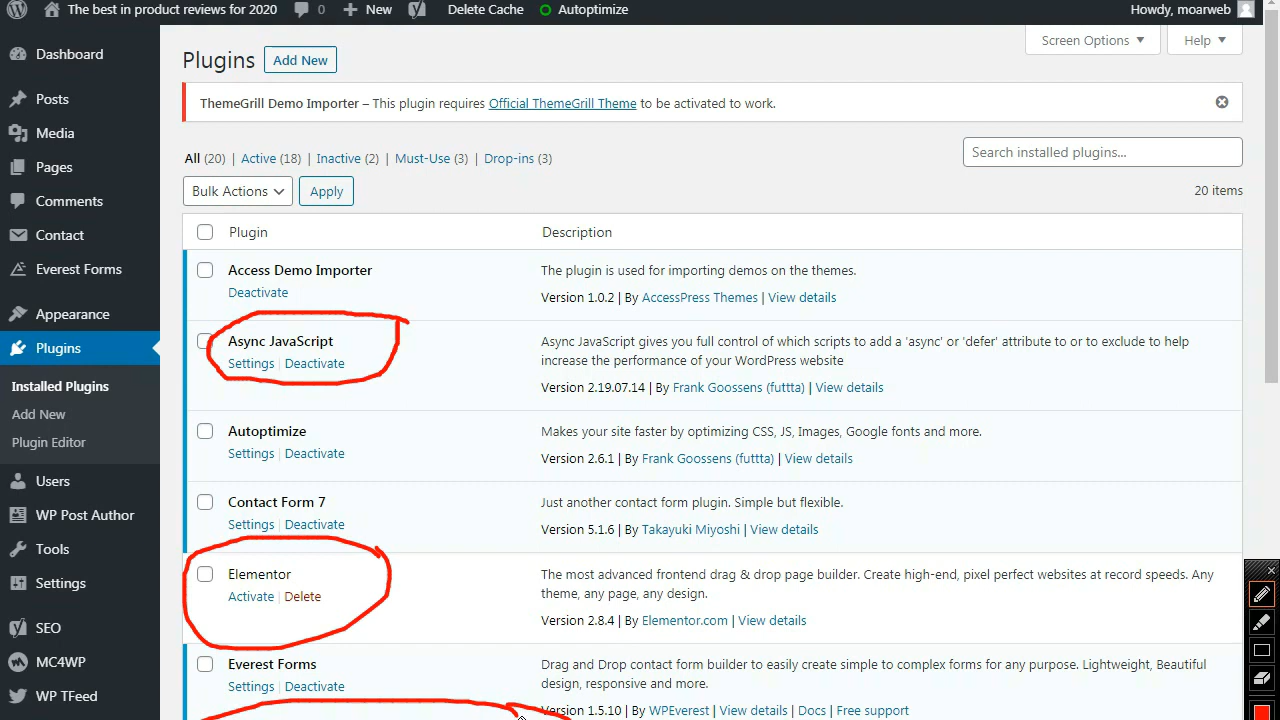 Best in product reviews for 2020 0 New Delete Cache Autoptimize Howdy, moarweb
Dashboard
Posts
Media
Pages
Comments
Contact
Everest Forms
Appearance
Plugins
Installed Plugins
Add New
Plugin Editor
Users
WP Post Author
Tools
Settings
SEO
MC4WP
WP TFeed
Screen Options Help
Plugins Add New
ThemeGrill Demo Importer – This plugin requires Official ThemeGrill Theme to be activated to work.
All (20) | Active (18) | Inactive (2) | Must-Use (3) | Drop-ins (3)
Search installed plugins...
Bulk Actions Apply
20 items
Plugin Description
Access Demo Importer
Deactivate
The plugin is used for importing demos on the themes.
Version 1.0.2 | By AccessPress Themes | View details
Async JavaScript
Settings | Deactivate
Async JavaScript gives you full control of which scripts to add a 'async' or 'defer' attribute to or to exclude to help
increase the performance of your WordPress website
Version 2.19.07.14 | By Frank Goossens (futtta) | View details
Autoptimize
Settings | Deactivate
Makes your site faster by optimizing CSS, JS, Images, Google fonts and more.
Version 2.6.1 | By Frank Goossens (futtta) | View details
Contact Form 7
Settings | Deactivate
Just another contact form plugin. Simple but flexible.
Version 5.1.6 | By Takayuki Miyoshi | View details
Elementor
Activate | Delete
The most advanced frontend drag & drop page builder. Create high-end, pixel perfect websites at record speeds. Any
theme, any page, any design.
Version 2.8.4 | By Elementor.com | View details
Everest Forms
Settings | Deactivate
Drag and Drop contact form builder to easily create simple to complex forms for any purpose. Lightweight, Beautiful
design, responsive and more.
Version 1.5.10 | By WPEverest | View details | Docs | Free support